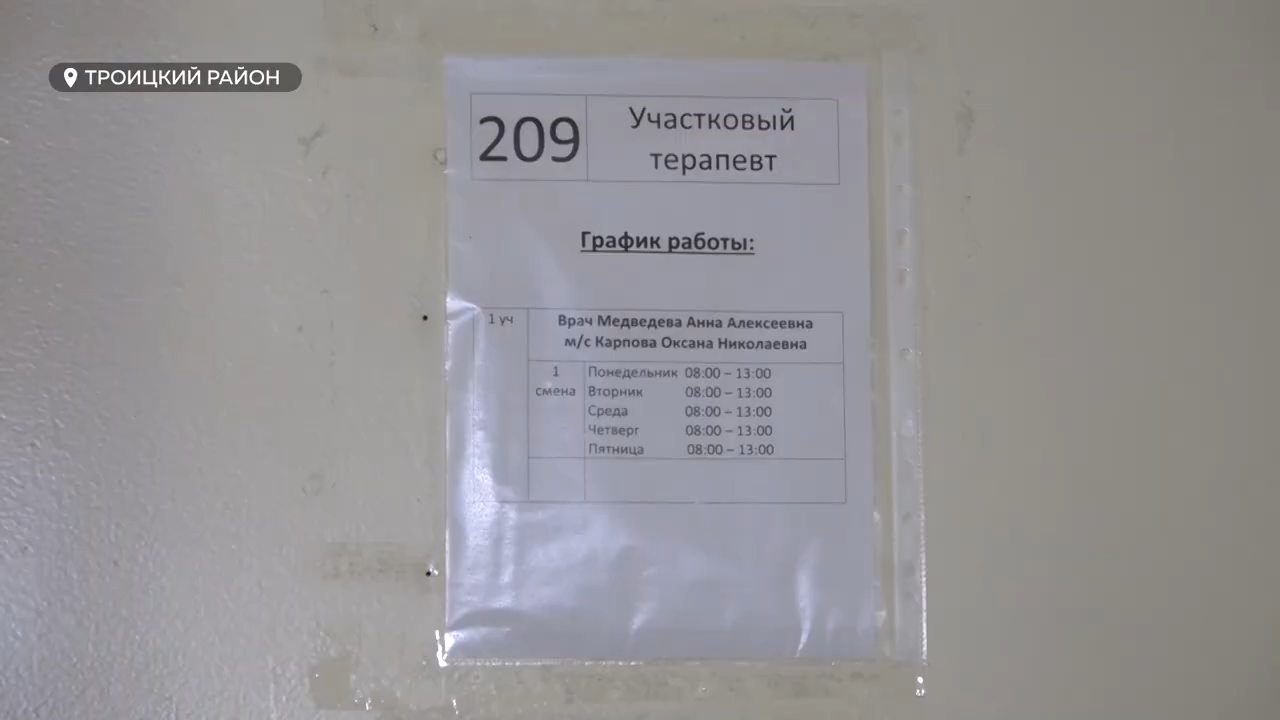 ТРОИЦКИЙ РАЙОН
209
Участковый
терапевт
График работы:
1 уч
Врач Медведева Анна Алексеевна
м/с Карпова Оксана Николаевна
1
смена
Понедельник 08:00 – 13:00
Вторник 08:00 – 13:00
Среда 08:00 – 13:00
Четверг 08:00 – 13:00
Пятница 08:00 – 13:00